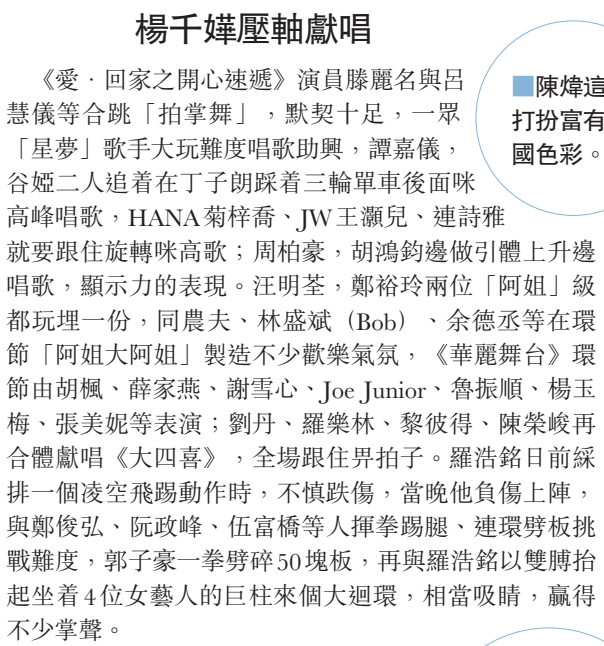 楊千嬅壓軸獻唱
《愛．回家之開心速遞》演員滕麗名與呂
慧儀等合跳「拍掌舞」，默契十足，一眾
「星夢」歌手大玩難度唱歌助興，譚嘉儀，
谷婭二人追着在丁子朗踩着三輪單車後面咪
高峰唱歌，HANA菊梓喬、JW王灝兒、連詩雅
就要跟住旋轉咪高歌；周柏豪，胡鴻鈞邊做引體上升邊
唱歌，顯示力的表現。汪明荃，鄭裕玲兩位「阿姐」級
都玩埋一份，同農夫、林盛斌（Bob）、余德丞等在環
節「阿姐大阿姐」製造不少歡樂氣氛，《華麗舞台》環
節由胡楓、薛家燕、謝雪心、Joe Junior、魯振順、楊玉
梅、張美妮等表演；劉丹、羅樂林、黎彼得、陳榮峻再
合體獻唱《大四喜》，全場跟住畀拍子。羅浩銘日前綵
排一個凌空飛踢動作時，不慎跌傷，當晚他負傷上陣，
與鄭俊弘、阮政峰、伍富橋等人揮拳踢腿、連環劈板挑
戰難度，郭子豪一拳劈碎50塊板，再與羅浩銘以雙膊抬
起坐着4位女藝人的巨柱來個大迴環，相當吸睛，贏得
不少掌聲。
■陳煒這
打扮富有
國色彩。